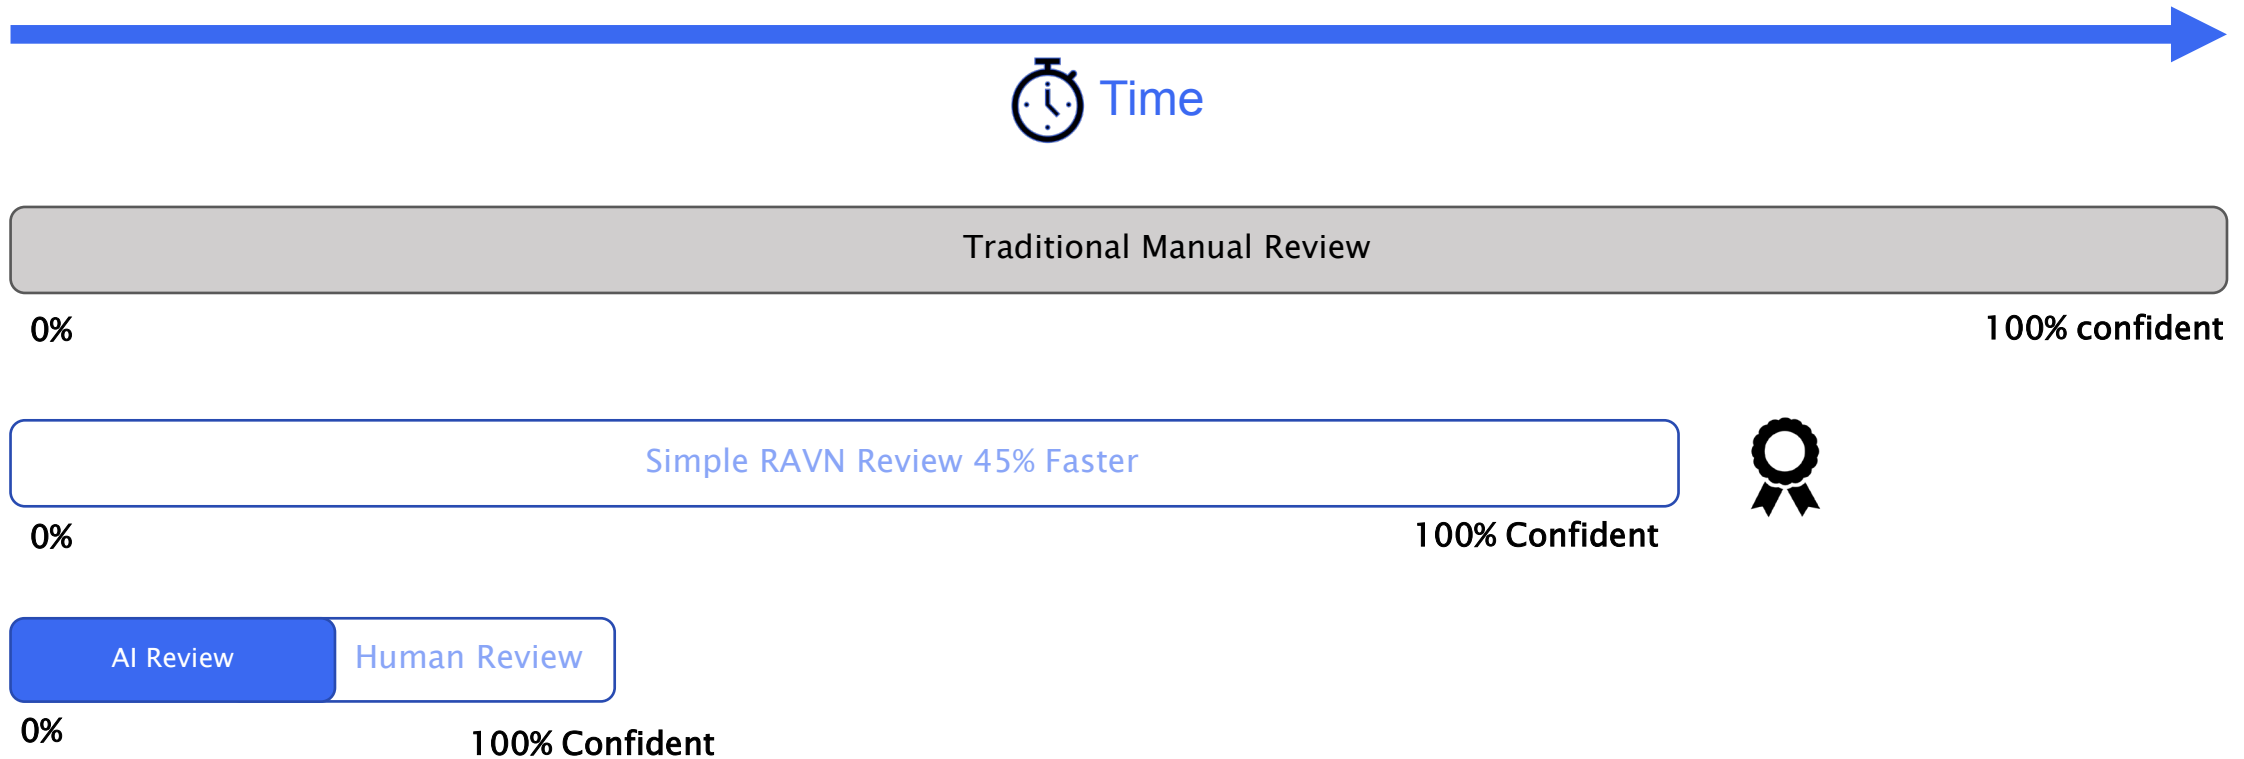 Time
Traditional Manual Review
0%
100% confident
Simple RAVN Review 45% Faster
0%
100% Confident
AI Review
Human Review
0%
100% Confident